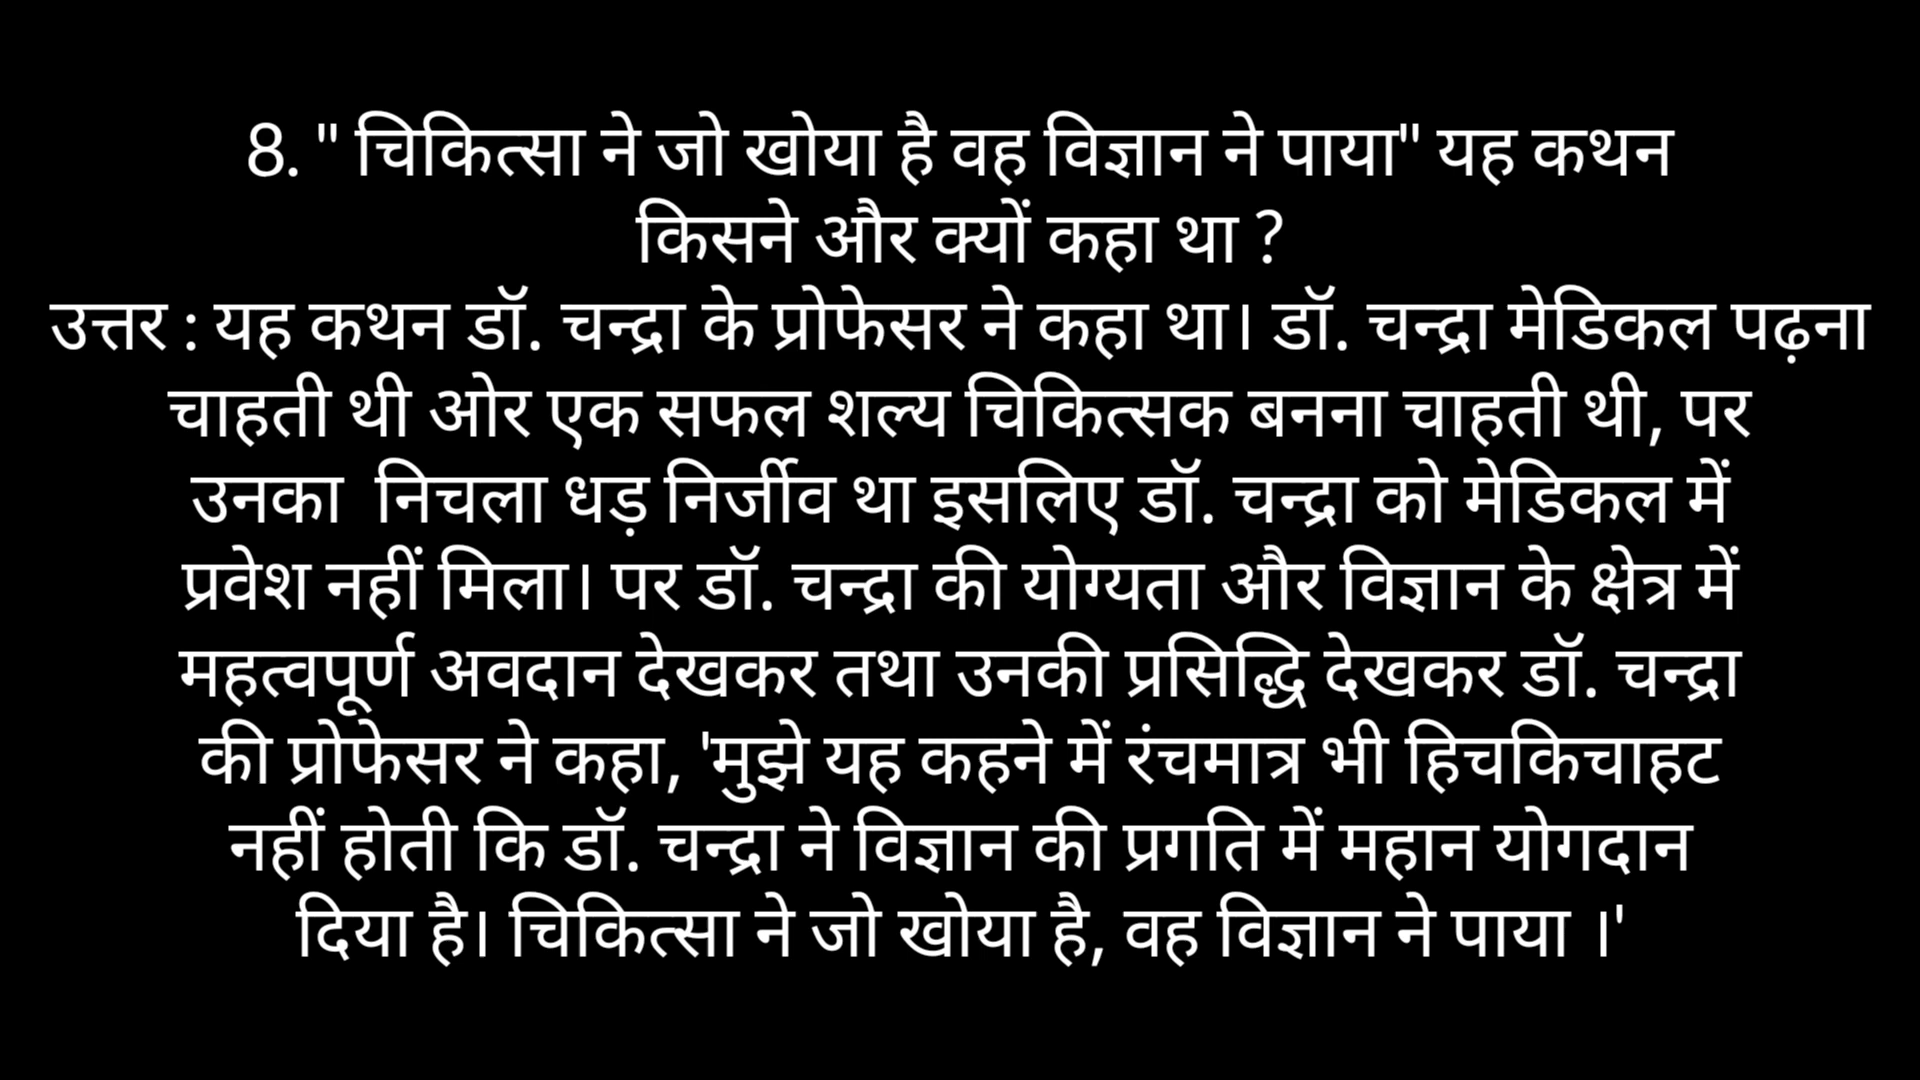 8. " चिकित्सा ने जो खोया है वह विज्ञान ने पाया" यह कथन
किसने और क्यों कहा था ?
उत्तर : यह कथन डॉ. चन्द्रा के प्रोफेसर ने कहा था। डॉ. चन्द्रा मेडिकल पढ़ना
चाहती थी ओर एक सफल शल्य चिकित्सक बनना चाहती थी, पर
उनका  निचला धड़ निर्जीव था इसलिए डॉ. चन्द्रा को मेडिकल में
प्रवेश नहीं मिला। पर डॉ. चन्द्रा की योग्यता और विज्ञान के क्षेत्र में
महत्वपूर्ण अवदान देखकर तथा उनकी प्रसिद्धि देखकर डॉ. चन्द्रा
की प्रोफेसर ने कहा, 'मुझे यह कहने में रंचमात्र भी हिचकिचाहट
नहीं होती कि डॉ. चन्द्रा ने विज्ञान की प्रगति में महान योगदान
दिया है। चिकित्सा ने जो खोया है, वह विज्ञान ने पाया ।'